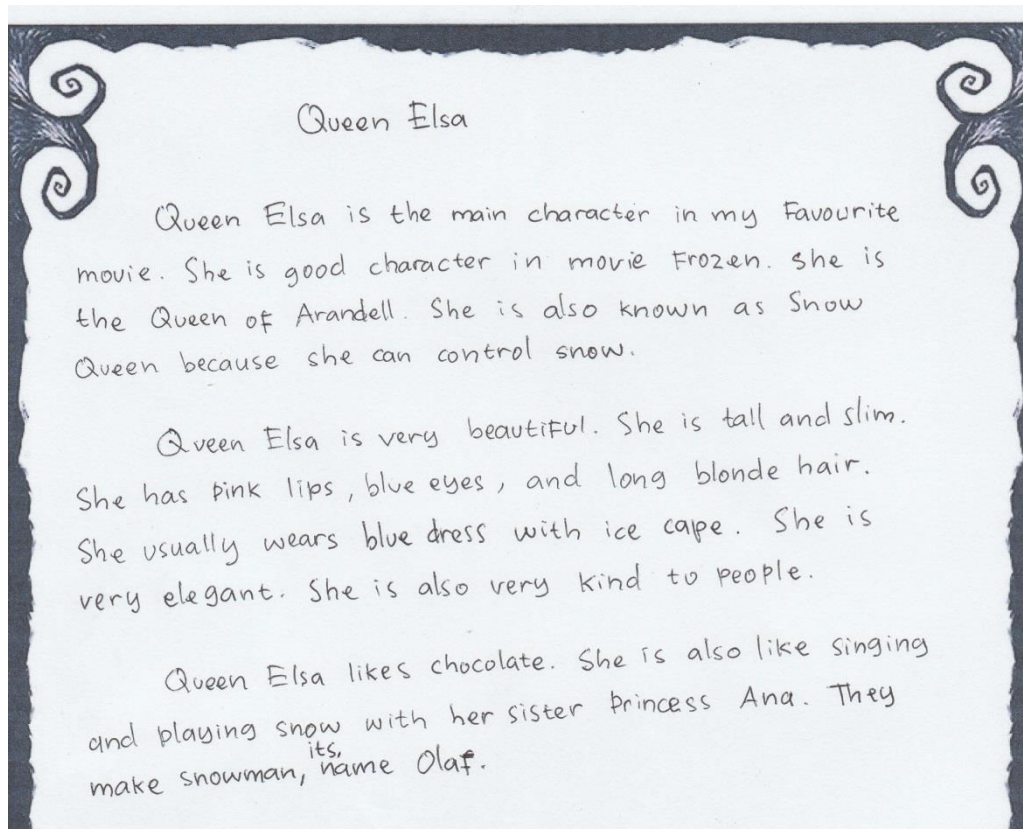 Queen Elsa
Queen Elsa is the main character in my Favourite
movie. She is good character in movie Frozen. She is
the Queen of Arandell. She is also known as Snow
Queen because she can control snow.
Queen Elsa is very beautiful. She is tall and slim.
She has pink lips, blue eyes, and long blonde hair.
She usually wears blue dress with ice cape. She is
very elegant. She is also very kind to people.
Queen Elsa likes chocolate. She is also like singing
and playing snow with her sister Princess Ana. They
make snowman, its, name Olaf.